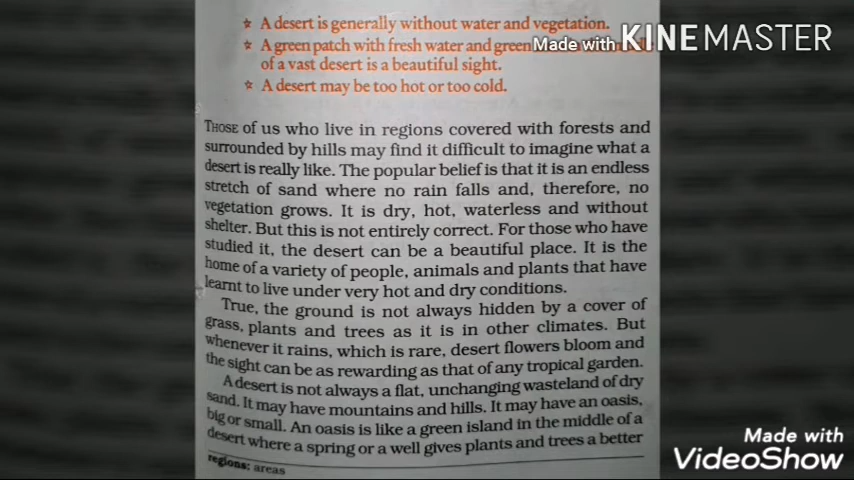 ☆ A desert is generally without water and vegetation.
☆ A green patch with fresh water and green
of a vast desert is a beautiful sight.
☆ A desert may be too hot or too cold.
THOSE of us who live in regions covered with forests and
surrounded by hills may find it difficult to imagine what a
desert is really like. The popular belief is that it is an endless
stretch of sand where no rain falls and, therefore, no
vegetation grows. It is dry, hot, waterless and without
shelter. But this is not entirely correct. For those who have
studied it, the desert can be a beautiful place. It is the
home of a variety of people, animals and plants that have
learnt to live under very hot and dry conditions.
True, the ground is not always hidden by a cover of
grass, plants and trees as it is in other climates. But
whenever it rains, which is rare, desert flowers bloom and
the sight can be as rewarding as that of any tropical garden.
A desert is not always a flat, unchanging wasteland of dry
sand. It may have mountains and hills. It may have an oasis,
big or small. An oasis is like a green island in the middle of a
desert where a spring or a well gives plants and trees a better
regions: areas
Made with KINEMASTER
Made with
VideoShow